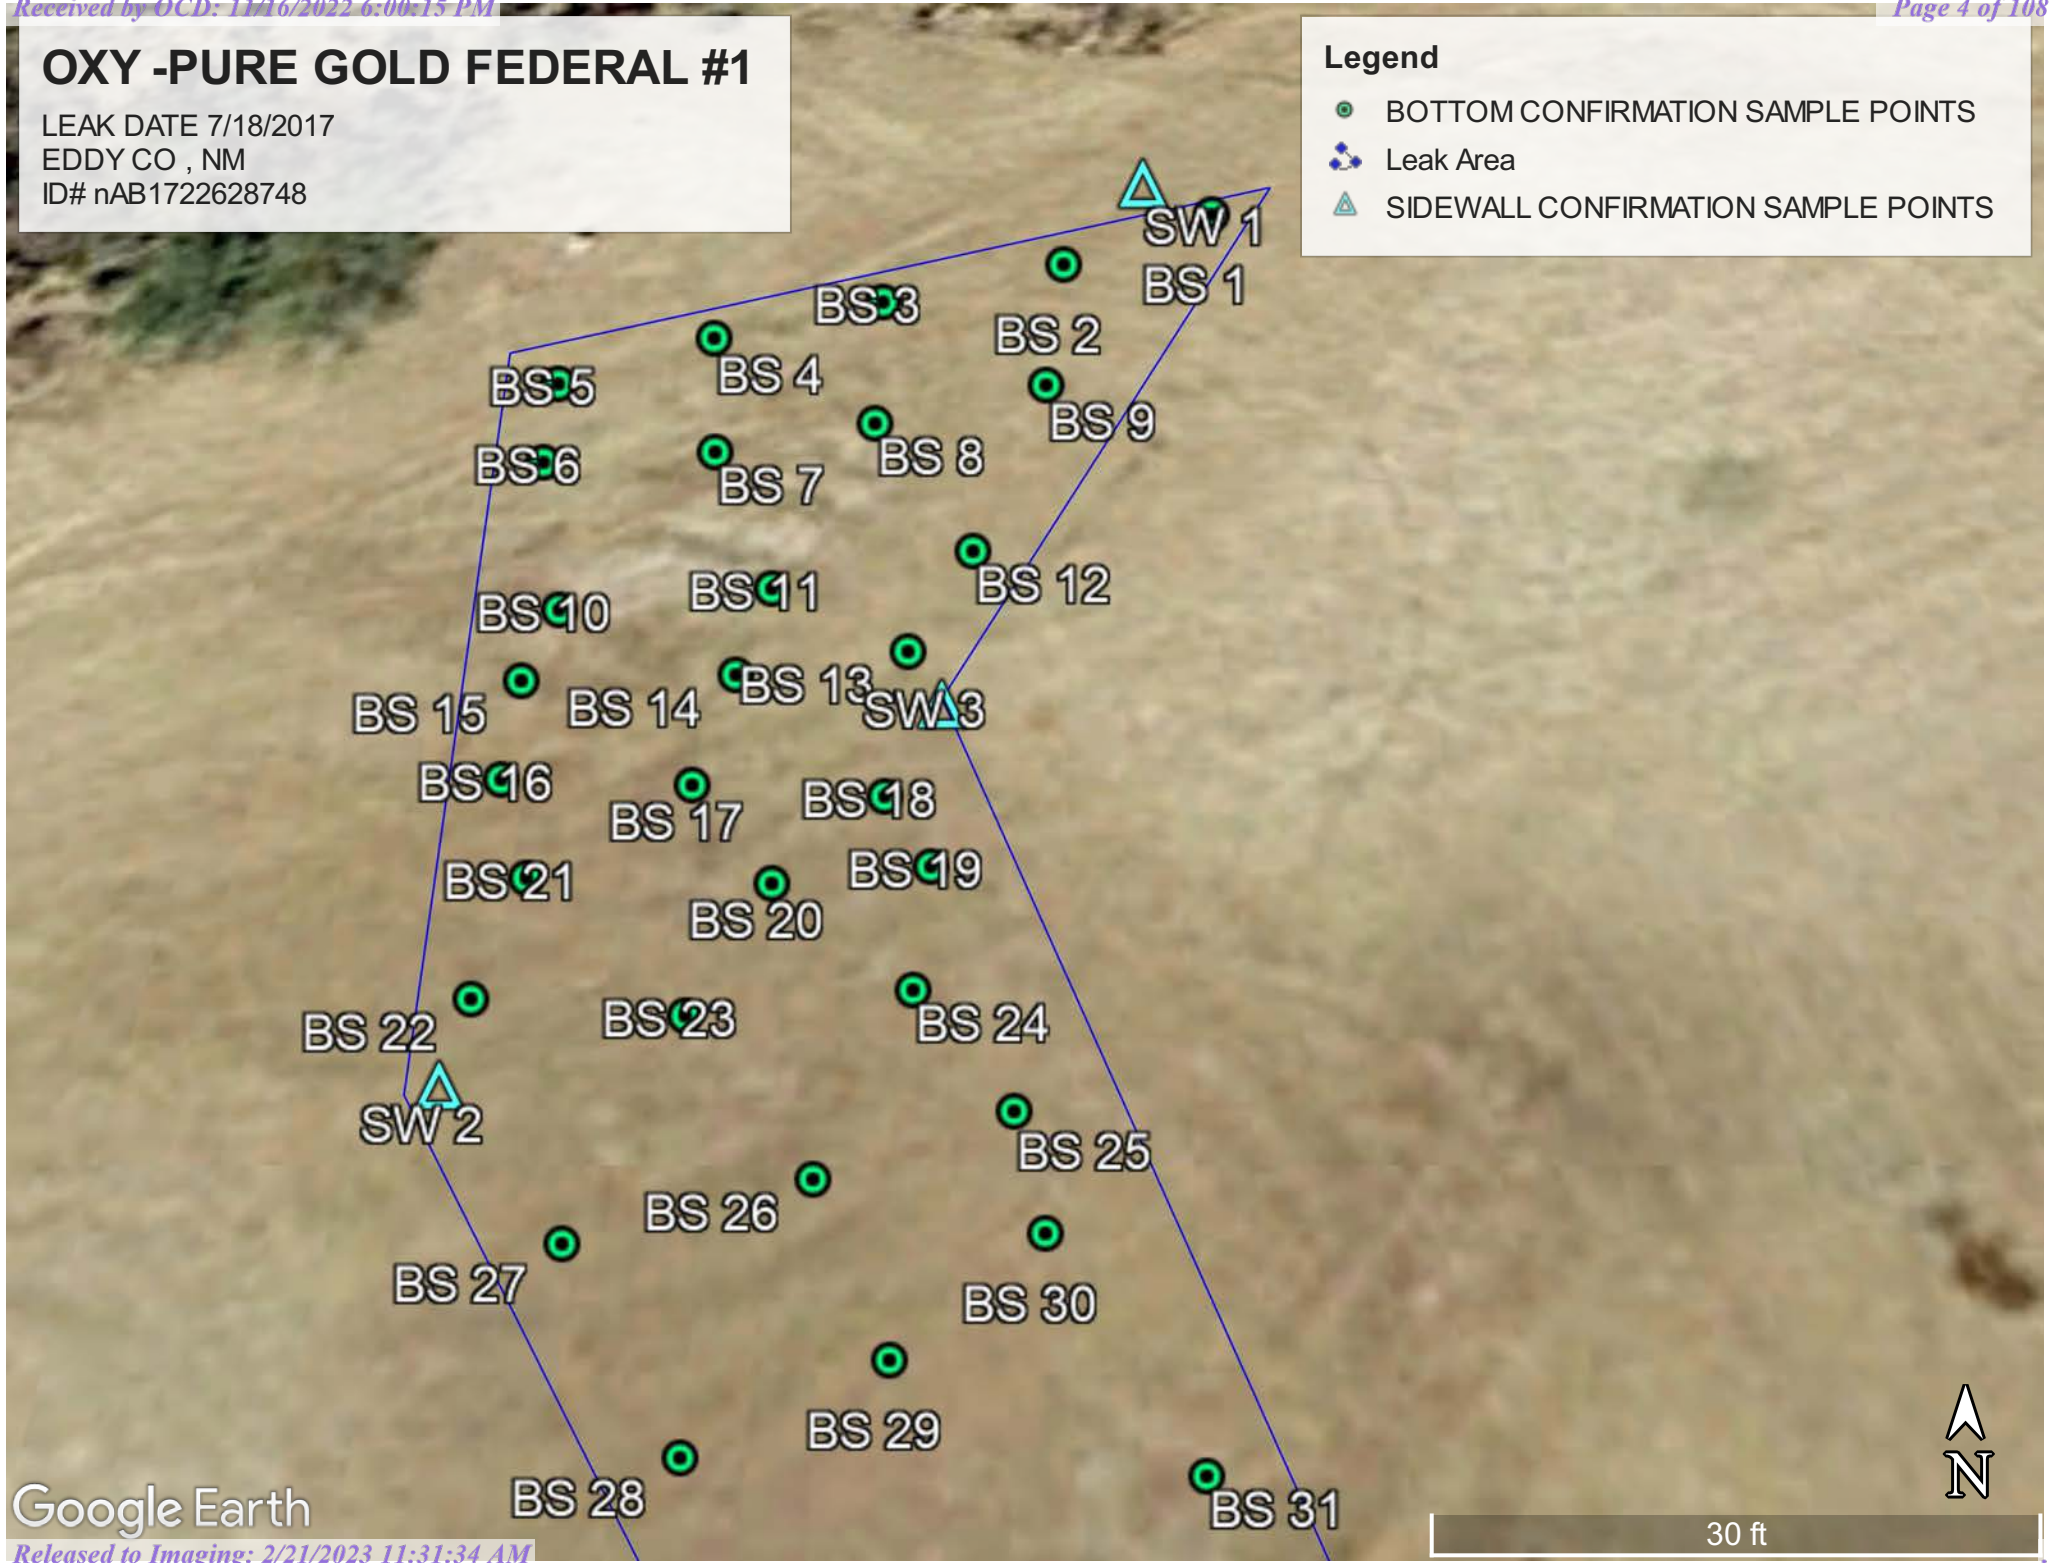 Received by OCD: 11/16/2022 6:00:15 PM
Page 4 of 108
OXY -PURE GOLD FEDERAL #1
LEAK DATE 7/18/2017
EDDY CO , NM
ID# nAB1722628748
Legend
BOTTOM CONFIRMATION SAMPLE POINTS
Leak Area
SIDEWALL CONFIRMATION SAMPLE POINTS
SW 1
BS 1
BS 3
BS 2
BS 4
BS 5
BS 9
BS 8
BS 6
BS 7
BS 12
BS 11
BS 10
BS 13
BS 15
BS 14
SW 3
BS 16
BS 18
BS 17
BS 19
BS 21
BS 20
BS 23
BS 24
BS 22
SW 2
BS 25
BS 26
BS 27
BS 30
BS 29
BS 28
BS 31
N
Google Earth
30 ft
Released to Imaging: 2/21/2023 11:31:34 AM